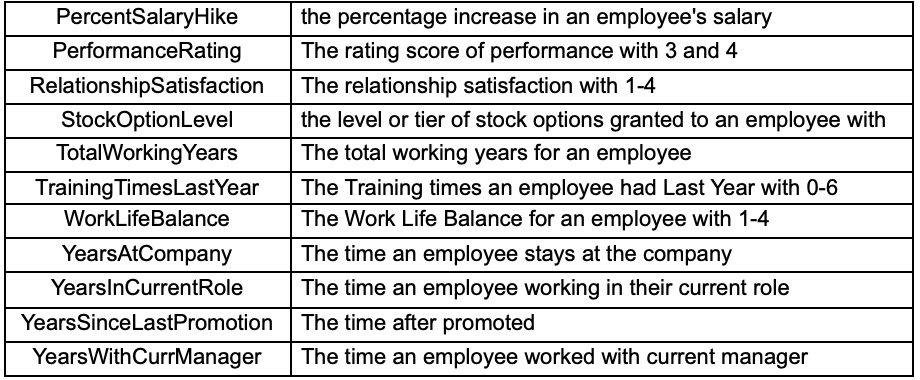 PercentSalaryHike the percentage increase in an employee's salary
PerformanceRating The rating score of performance with 3 and 4
RelationshipSatisfaction The relationship satisfaction with 1-4
StockOptionLevel the level or tier of stock options granted to an employee with
TotalWorkingYears The total working years for an employee
TrainingTimesLastYear The Training times an employee had Last Year with 0-6
WorkLifeBalance The Work Life Balance for an employee with 1-4
YearsAtCompany The time an employee stays at the company
YearsInCurrentRole The time an employee working in their current role
YearsSinceLastPromotion The time after promoted
YearsWithCurrManager The time an employee worked with current manager